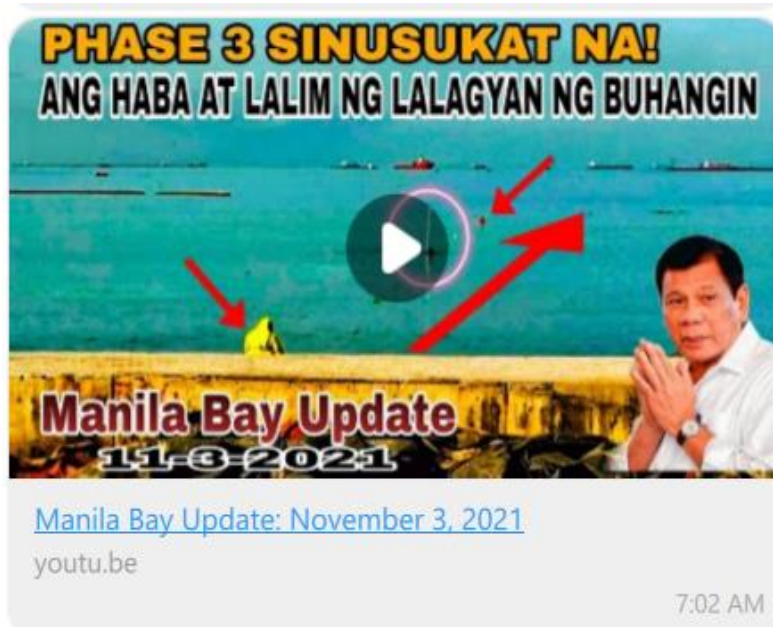 PHASE 3 SINUSUKAT NA!
ANG HABA AT LALIM NG LALAGYAN NG BUHANGIN
Manila Bay Update
11-3-2021
Manila Bay Update: November 3, 2021
youtu.be
7:02 AM